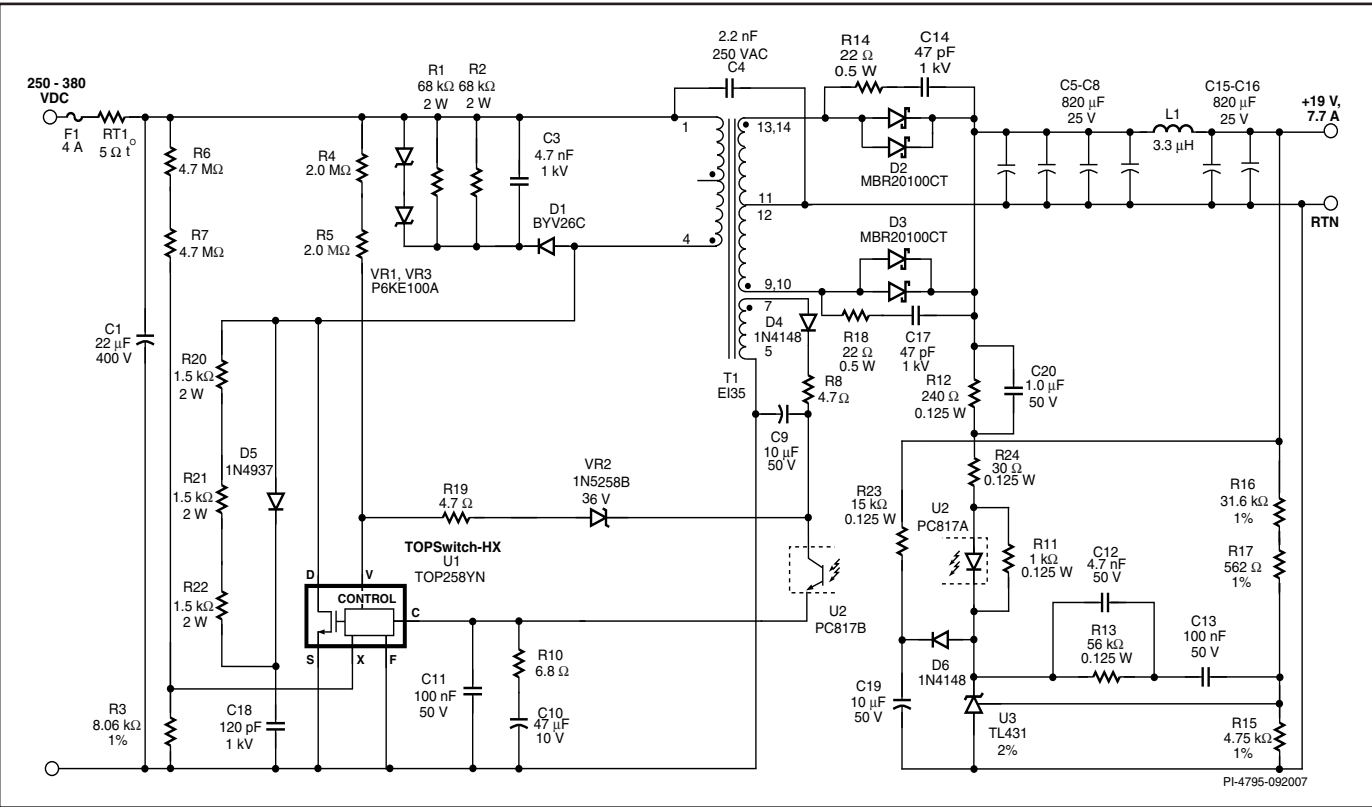 250 - 380
VDC
F1
4 A
RT1
5 Ω t°
R6
4.7 MΩ
R7
4.7 MΩ
C1
22 µF
400 V
R4
2.0 MΩ
R5
2.0 MΩ
R1
68 kΩ
2 W
R2
68 kΩ
2 W
C3
4.7 nF
1 kV
D1
BYV26C
VR1, VR3
P6KE100A
2.2 nF
250 VAC
C4
1
4
13,14
11
12
9,10
7
5
T1
EI35
R14
22 Ω
0.5 W
C14
47 pF
1 kV
D2
MBR20100CT
D3
MBR20100CT
C5-C8
820 µF
25 V
L1
3.3 µH
C15-C16
820 µF
25 V
+19 V,
7.7 A
RTN
D4
1N4148
R8
4.7 Ω
R18
22 Ω
0.5 W
C17
47 pF
1 kV
C9
10 µF
50 V
R12
240 Ω
0.125 W
C20
1.0 µF
50 V
R20
1.5 kΩ
2 W
R21
1.5 kΩ
2 W
R22
1.5 kΩ
2 W
D5
1N4937
R19
4.7 Ω
VR2
1N5258B
36 V
TOPSwitch-HX
U1
TOP258YN
D
V
CONTROL
C
S
X
F
R3
8.06 kΩ
1%
C18
120 pF
1 kV
C11
100 nF
50 V
R10
6.8 Ω
C10
47 µF
10 V
U2
PC817B
R23
15 kΩ
0.125 W
R24
30 Ω
0.125 W
U2
PC817A
R11
1 kΩ
0.125 W
C12
4.7 nF
50 V
R13
56 kΩ
0.125 W
C13
100 nF
50 V
R16
31.6 kΩ
1%
R17
562 Ω
1%
D6
1N4148
C19
10 µF
50 V
U3
TL431
2%
R15
4.75 kΩ
1%
PI-4795-092007